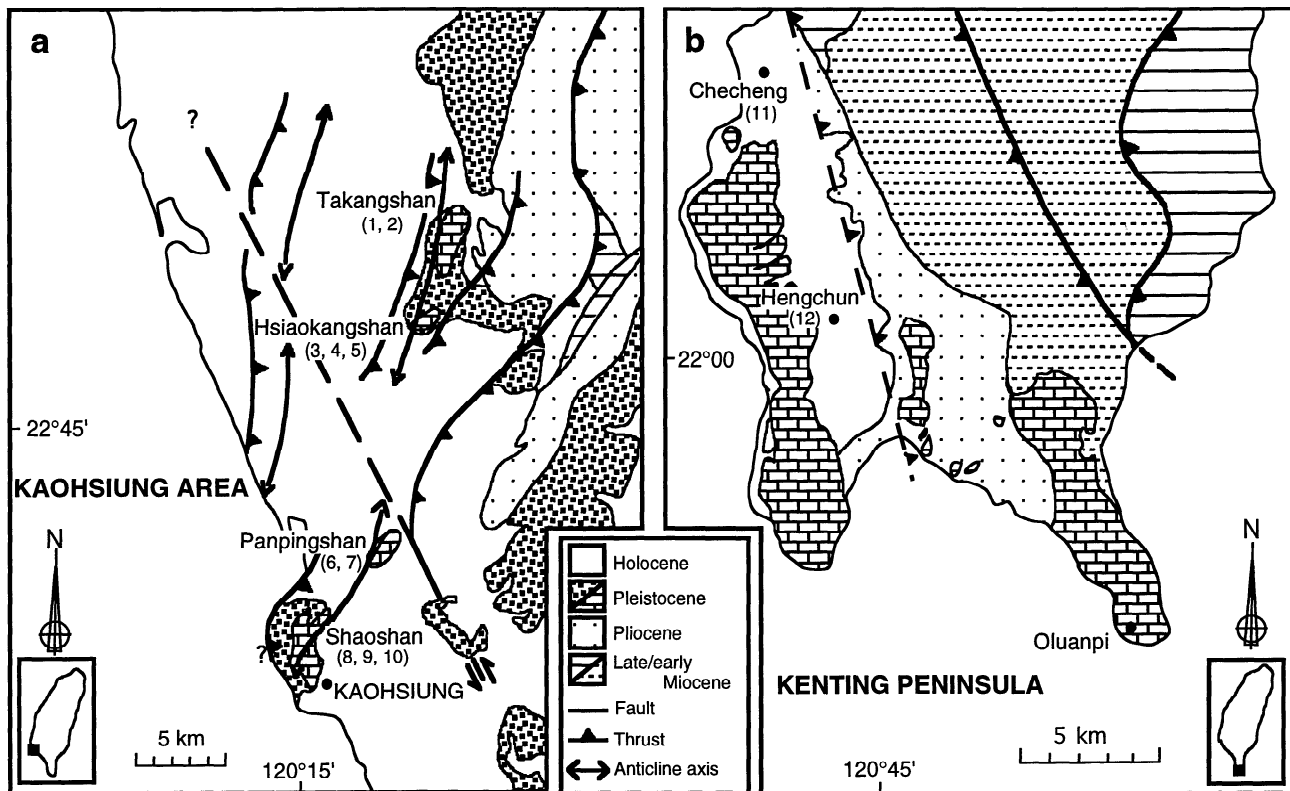 a
?
Takangshan
(1, 2)
Hsiaokangshan
(3, 4, 5)
22°45'
KAOHSIUNG AREA
N
Panpingshan
(6, 7)
?
Shaoshan
(8, 9, 10)
KAOHSIUNG
5 km
120°15'
b
Checheng
(11)
Hengchun
(12)
22°00
Oluanpi
N
KENTING PENINSULA
5 km
120°45'
Holocene
Pleistocene
Pliocene
Late/early
Miocene
Fault
Thrust
Anticline axis